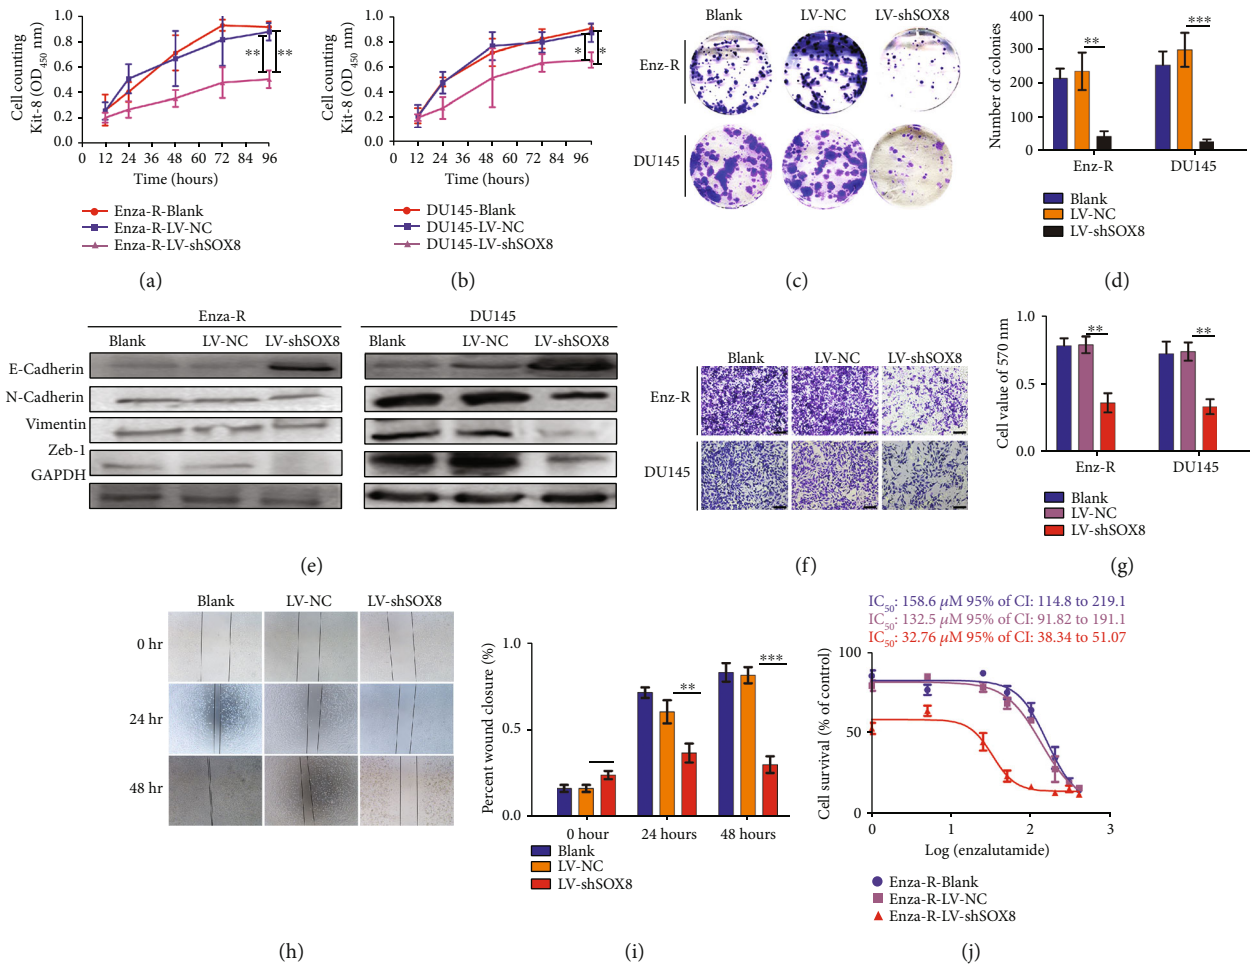 Cell counting
Kit-8 (OD450 nm)
1.0
0.8
0.6
0.4
0.2
0.0
0 12 24 36 48 60 72 84 96
Time (hours)
** **
Enza-R-Blank
Enza-R-LV-NC
Enza-R-LV-shSOX8
(a)
Cell counting
Kit-8 (OD450 nm)
1.0
0.8
0.6
0.4
0.2
0.0
0 12 24 36 48 60 72 84 96
Time (hours)
* *
DU145-Blank
DU145-LV-NC
DU145-LV-shSOX8
(b)
Blank LV-NC LV-shSOX8
Enz-R
DU145
(c)
Number of colonies
400
300
200
100
0
** ***
Enz-R DU145
Blank
LV-NC
LV-shSOX8
(d)
Enza-R DU145
Blank LV-NC LV-shSOX8 Blank LV-NC LV-shSOX8
E-Cadherin
N-Cadherin
Vimentin
Zeb-1
GAPDH
(e)
Blank LV-NC LV-shSOX8
Enz-R
DU145
(f)
Cell value of 570 nm
1.0
0.5
0.0
** **
Enz-R DU145
Blank
LV-NC
LV-shSOX8
(g)
Blank LV-NC LV-shSOX8
0 hr
24 hr
48 hr
(h)
Percent wound closure (%)
1.0
0.5
0.0
** ***
0 hour 24 hours 48 hours
Blank
LV-NC
LV-shSOX8
(i)
IC50: 158.6 μM 95% of CI: 114.8 to 219.1
IC50: 132.5 μM 95% of CI: 91.82 to 191.1
IC50: 32.76 μM 95% of CI: 38.34 to 51.07
Cell survival (% of control)
100
50
0
0 1 2 3
Log (enzalutamide)
Enza-R-Blank
Enza-R-LV-NC
Enza-R-LV-shSOX8
(j)